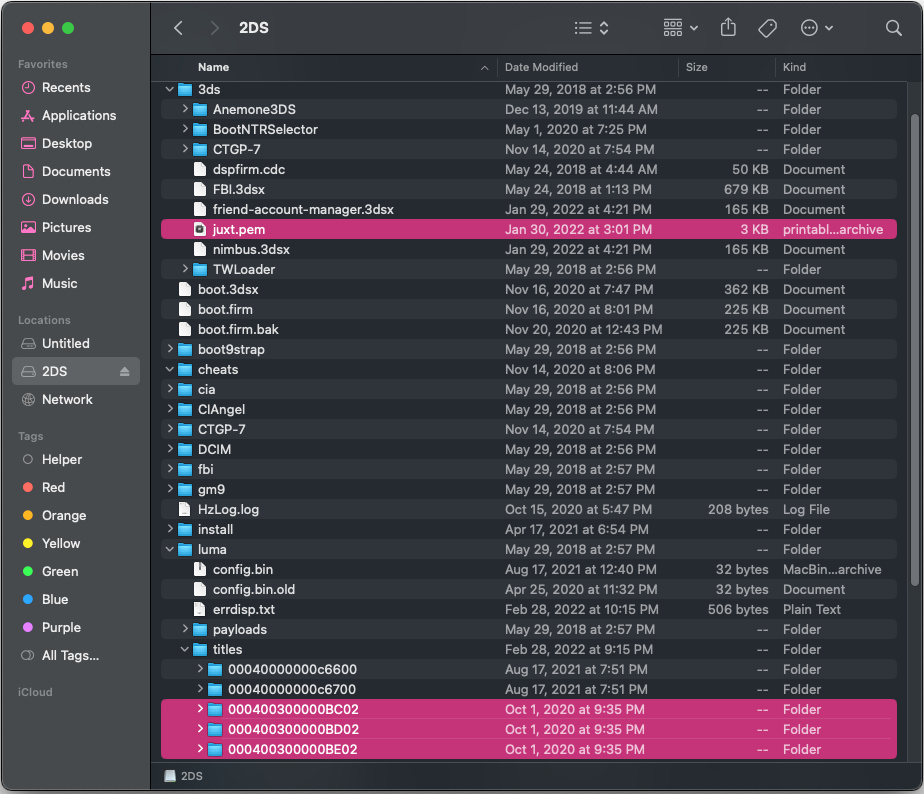 2DS
Favorites
Recents
Applications
Desktop
Documents
Downloads
Pictures
Movies
Music
Locations
Untitled
2DS
Network
Tags
Helper
Red
Orange
Yellow
Green
Blue
Purple
All Tags...
iCloud
Name Date Modified Size Kind
3ds May 29, 2018 at 2:56 PM -- Folder
Anemone3DS Dec 13, 2019 at 11:44 AM -- Folder
BootNTRSelector May 1, 2020 at 7:25 PM -- Folder
CTGP-7 Nov 14, 2020 at 7:54 PM -- Folder
dspfirm.cdc May 24, 2018 at 4:44 AM 50 KB Document
FBI.3dsx May 24, 2018 at 1:13 PM 679 KB Document
friend-account-manager.3dsx Jan 29, 2022 at 4:21 PM 165 KB Document
juxt.pem Jan 30, 2022 at 3:01 PM 3 KB printabl...archive
nimbus.3dsx Jan 29, 2022 at 4:21 PM 165 KB Document
TWLoader May 29, 2018 at 2:56 PM -- Folder
boot.3dsx Nov 16, 2020 at 7:47 PM 362 KB Document
boot.firm Nov 16, 2020 at 8:01 PM 225 KB Document
boot.firm.bak Nov 20, 2020 at 12:43 PM 225 KB Document
boot9strap May 29, 2018 at 2:56 PM -- Folder
cheats Nov 14, 2020 at 8:06 PM -- Folder
cia May 29, 2018 at 2:56 PM -- Folder
CIAngel May 29, 2018 at 2:56 PM -- Folder
CTGP-7 Nov 14, 2020 at 7:54 PM -- Folder
DCIM May 29, 2018 at 2:56 PM -- Folder
fbi May 29, 2018 at 2:57 PM -- Folder
gm9 May 29, 2018 at 2:56 PM -- Folder
HzLog.log Oct 15, 2020 at 5:47 PM 208 bytes Log File
install Apr 17, 2021 at 6:54 PM -- Folder
luma May 29, 2018 at 2:57 PM -- Folder
config.bin Aug 17, 2021 at 12:40 PM 32 bytes MacBin...archive
config.bin.old Apr 25, 2020 at 11:32 PM 32 bytes Document
errdisp.txt Feb 28, 2022 at 10:15 PM 506 bytes Plain Text
payloads May 29, 2018 at 2:57 PM -- Folder
titles Feb 28, 2022 at 9:15 PM -- Folder
00040000000c6600 Aug 17, 2021 at 7:51 PM -- Folder
00040000000c6700 Aug 17, 2021 at 7:51 PM -- Folder
000400300000BC02 Oct 1, 2020 at 9:35 PM -- Folder
000400300000BD02 Oct 1, 2020 at 9:35 PM -- Folder
000400300000BE02 Oct 1, 2020 at 9:35 PM -- Folder
2DS